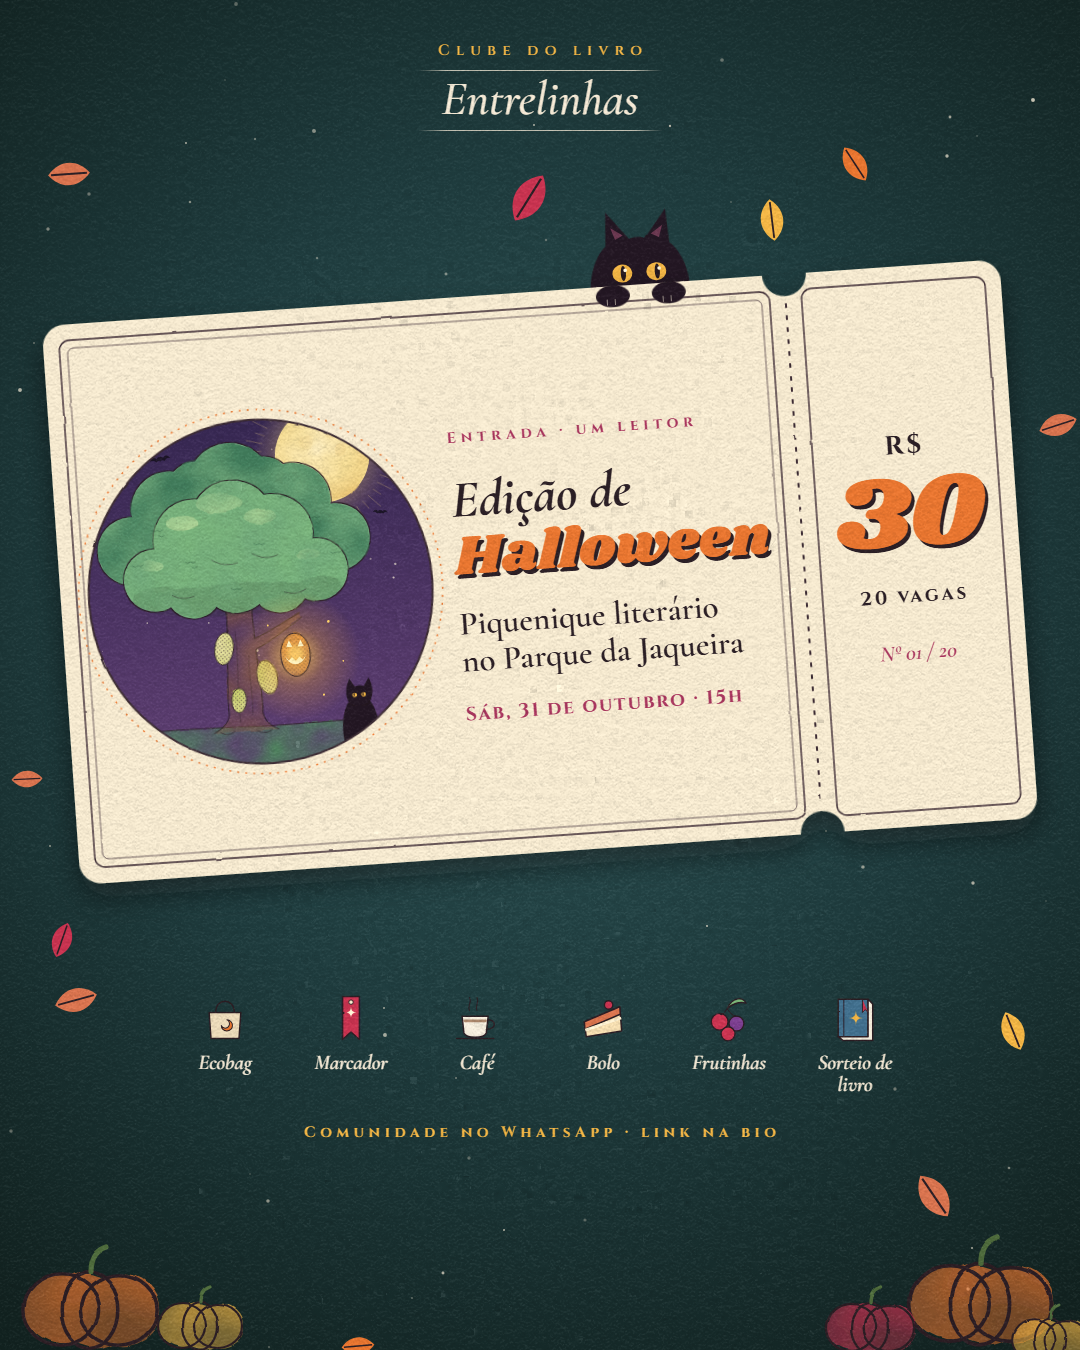 Clube do livro
Entrelinhas
Entrada · um leitor
Edição de
Halloween
Piquenique literário
no Parque da Jaqueira
Sáb, 31 de outubro · 15h
R$
30
20 vagas
Nº 01 / 20
Ecobag
Marcador
Café
Bolo
Frutinhas
Sorteio de
livro
Comunidade no WhatsApp · link na bio